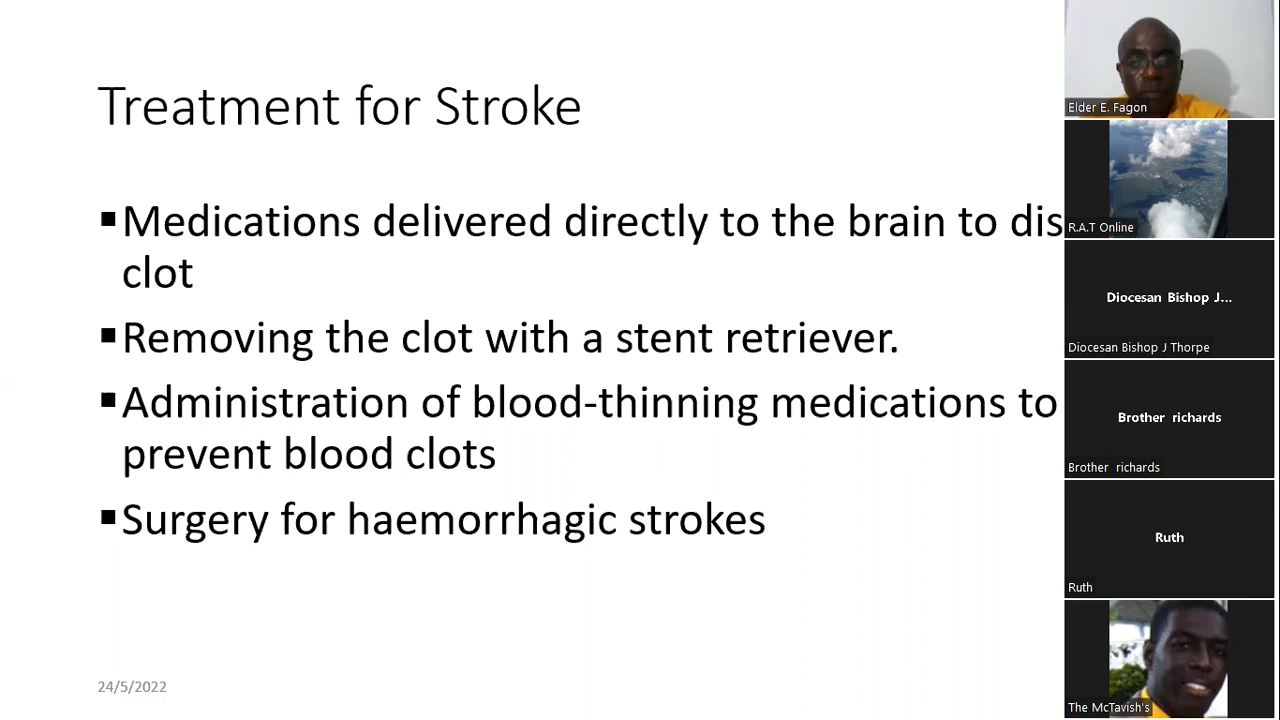 Treatment for Stroke
▪Medications delivered directly to the brain to dis
clot
▪Removing the clot with a stent retriever.
▪Administration of blood-thinning medications to
prevent blood clots
▪Surgery for haemorrhagic strokes
24/5/2022
Elder E. Fagon
R.A.T Online
Diocesan Bishop J...
Diocesan Bishop J Thorpe
Brother richards
Brother richards
Ruth
Ruth
The McTavish's